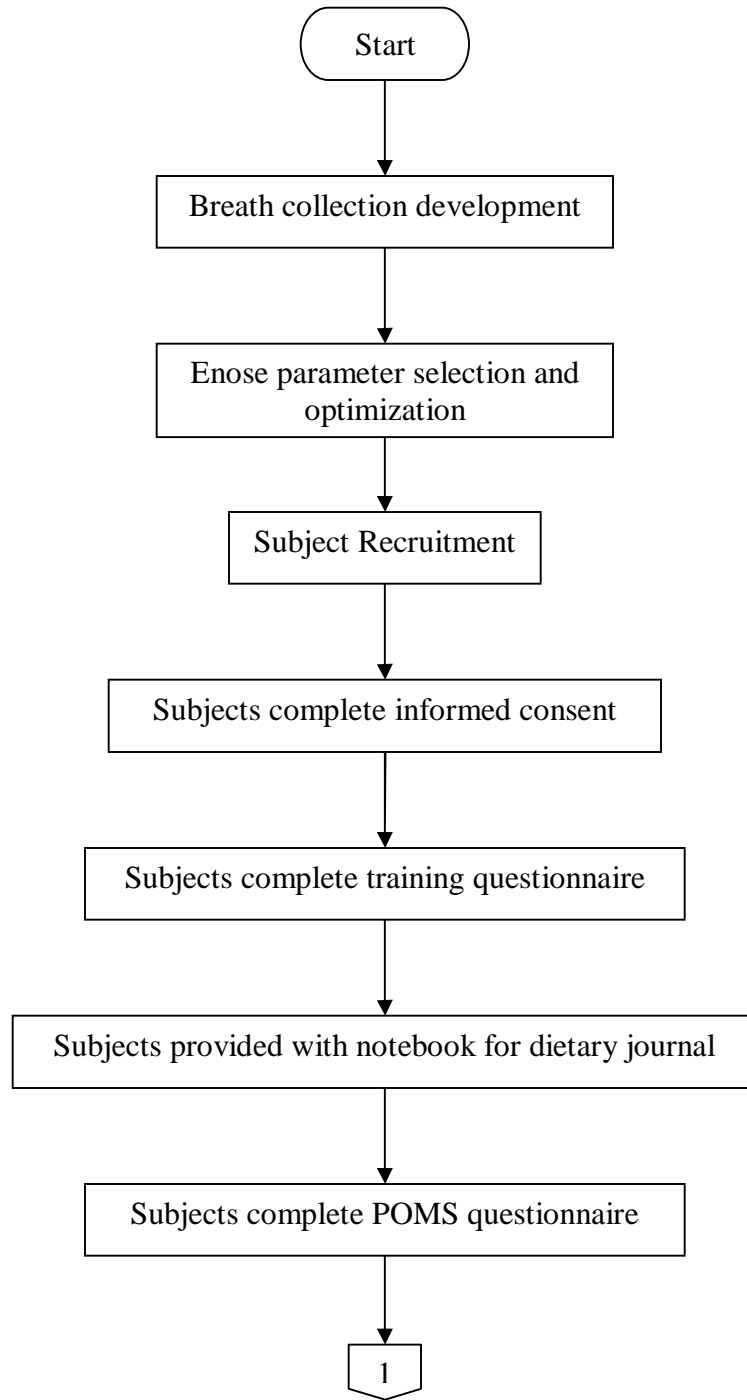 Start
Breath collection development
Enose parameter selection and
optimization
Subject Recruitment
Subjects complete informed consent
Subjects complete training questionnaire
Subjects provided with notebook for dietary journal
Subjects complete POMS questionnaire
1